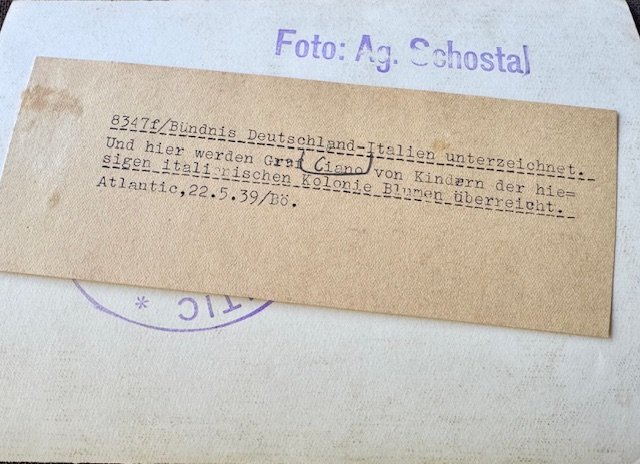 Foto: Ag. Schostal
8347f/Bündnis Deutschland-Italien unterzeichnet.
Und hier werden Graf Ciano von Kindern der hie=
sigen italienischen Kolonie Blumen überreicht.
Atlantic,22.5.39/Bö.
TIC *